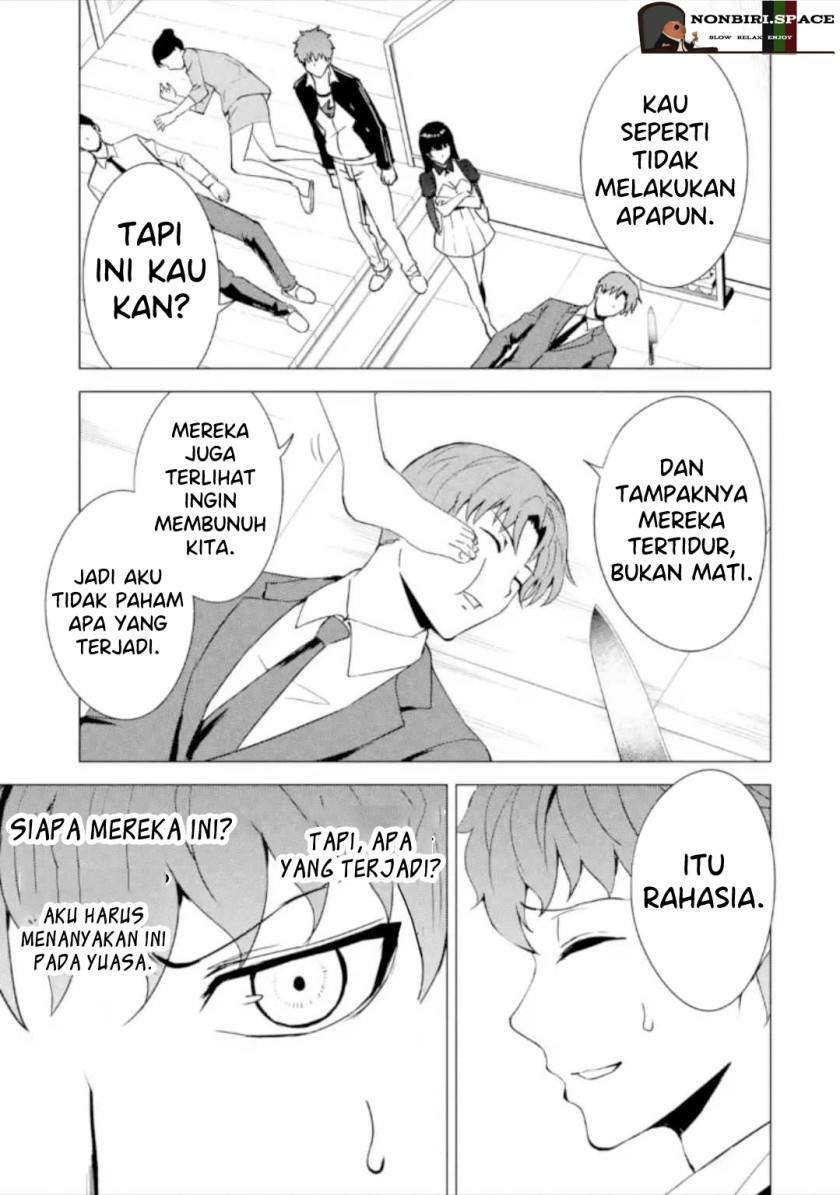 NONBIRI.SPACE
SLOW RELAX ENJOY
KAU
SEPERTI
TIDAK
MELAKUKAN
APAPUN.
TAPI
INI KAU
KAN?
DAN
TAMPAKNYA
MEREKA
TERTIDUR,
BUKAN MATI.
MEREKA
JUGA
TERLIHAT
INGIN
MEMBUNUH
KITA.
JADI AKU
TIDAK PAHAM
APA YANG
TERJADI.
ITU
RAHASIA.
TAPI, APA
YANG TERJADI?
SIAPA MEREKA INI?
AKU HARUS
MENANYAKAN INI
PADA YUASA.